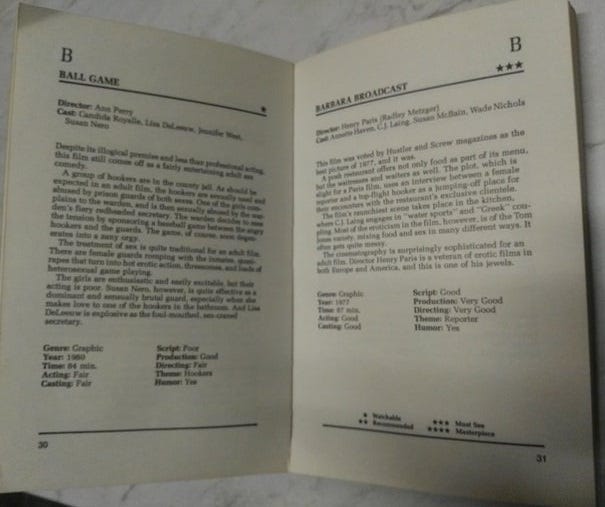 B
BALL GAME
★
Director: Ann Perry
Cast: Candida Royalle, Lisa DeLeeuw, Jennifer West,
Susan Nero
Despite its illogical premise and less than professional acting,
this film still comes off as a fairly entertaining adult sex
comedy.
A group of hookers are in the county jail. As should be
expected in an adult film, the hookers are sexually used and
abused by prison guards of both sexes. One of the girls com-
plains to the warden, and is then sexually abused by the war-
den's fiery redheaded secretary. The warden decides to ease
the tension by sponsoring a baseball game between the angry
hookers and the guards. The game, of course, soon degen-
erates into a zany orgy.
The treatment of sex is quite traditional for an adult film.
There are female guards romping with the inmates, quasi-
rapes that turn into hot erotic action, threesomes, and loads of
heterosexual game playing.
The girls are enthusiastic and easily excitable, but their
acting is poor. Susan Nero, however, is quite effective as a
dominant and sensually brutal guard, especially when she
makes love to one of the hookers in the bathroom. And Lisa
DeLeeuw is explosive as the foul-mouthed, sex-crazed
secretary.
Genre: Graphic Script: Poor
Year: 1980 Production: Good
Time: 84 min. Directing: Fair
Acting: Fair Theme: Hookers
Casting: Fair Humor: Yes
30
B
★★★
BARBARA BROADCAST
Director: Henry Paris (Radley Metzger)
Cast: Annette Haven, C.J. Laing, Susan McBain, Wade Nichols
This film was voted by Hustler and Screw magazines as the
best picture of 1977, and it was.
A posh restaurant offers not only food as part of its menu,
but the waitresses and waiters as well. The plot, which is
slight for a Paris film, uses an interview between a female
reporter and a top-flight hooker as a jumping-off place for
their encounters with the restaurant's exclusive clientele.
The film's raunchiest scene takes place in the kitchen,
where C.J. Laing engages in "water sports" and "Greek" cou-
pling. Most of the eroticism in the film, however, is of the Tom
Jones variety, mixing food and sex in many different ways. It
often gets quite messy.
The cinematography is surprisingly sophisticated for an
adult film. Director Henry Paris is a veteran of erotic films in
both Europe and America, and this is one of his jewels.
Genre: Graphic Script: Good
Year: 1977 Production: Very Good
Time: 87 min. Directing: Very Good
Acting: Good Theme: Reporter
Casting: Good Humor: Yes
★ Watchable ★★★ Must See
★★ Recommended ★★★★ Masterpiece
31